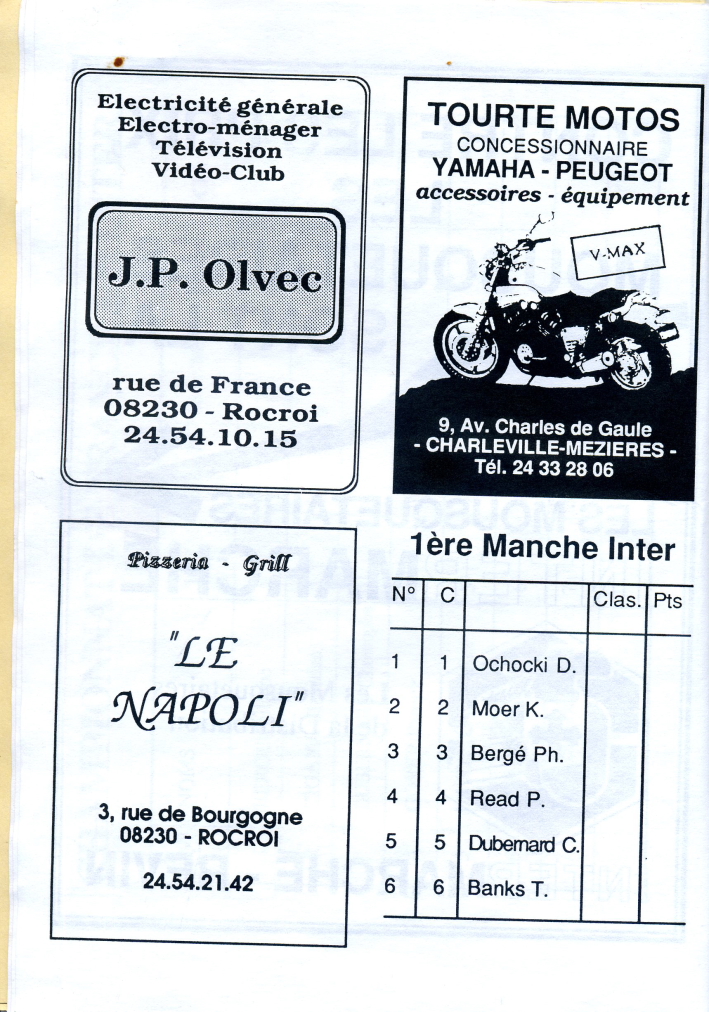 Electricité générale
Electro-ménager
Télévision
Vidéo-Club
J.P. Olvec
rue de France
08230 - Rocroi
24.54.10.15
TOURTE MOTOS
CONCESSIONNAIRE
YAMAHA - PEUGEOT
accessoires - équipement
V-MAX
9, Av. Charles de Gaule
- CHARLEVILLE-MEZIERES -
Tél. 24 33 28 06
Pizzeria - Grill
"LE
NAPOLI"
3, rue de Bourgogne
08230 - ROCROI
24.54.21.42
1ère Manche Inter
N° C Clas. Pts
1 1 Ochocki D.
2 2 Moer K.
3 3 Bergé Ph.
4 4 Read P.
5 5 Dubernard C.
6 6 Banks T.